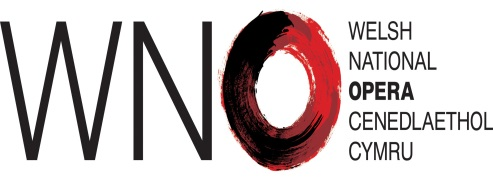 WNO
WELSH
NATIONAL
OPERA
CENEDLAETHOL
CYMRU